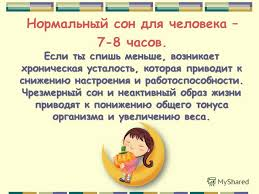 Нормальный сон для человека –
7-8 часов.
Если ты спишь меньше, возникает
хроническая усталость, которая приводит к
снижению настроения и работоспособности.
Чрезмерный сон и неактивный образ жизни
приводят к понижению общего тонуса
организма и увеличению веса.
MyShared